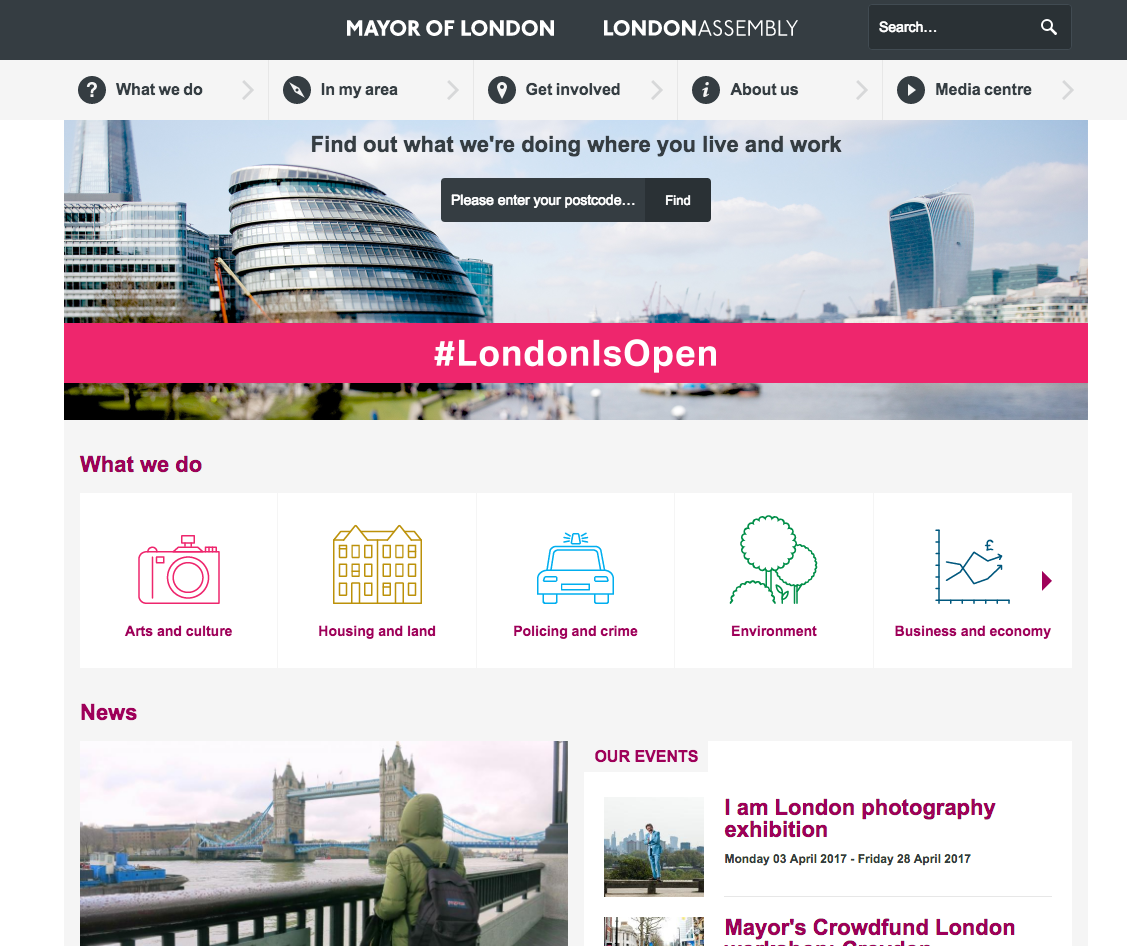 MAYOR OF LONDON
LONDONASSEMBLY
Search...
What we do
In my area
Get involved
About us
Media centre
Find out what we're doing where you live and work
Please enter your postcode...
Find
#LondonIsOpen
What we do
£
Arts and culture
Housing and land
Policing and crime
Environment
Business and economy
News
OUR EVENTS
I am London photography
exhibition
Monday 03 April 2017 - Friday 28 April 2017
Mayor's Crowdfund London
workshop: Croydon